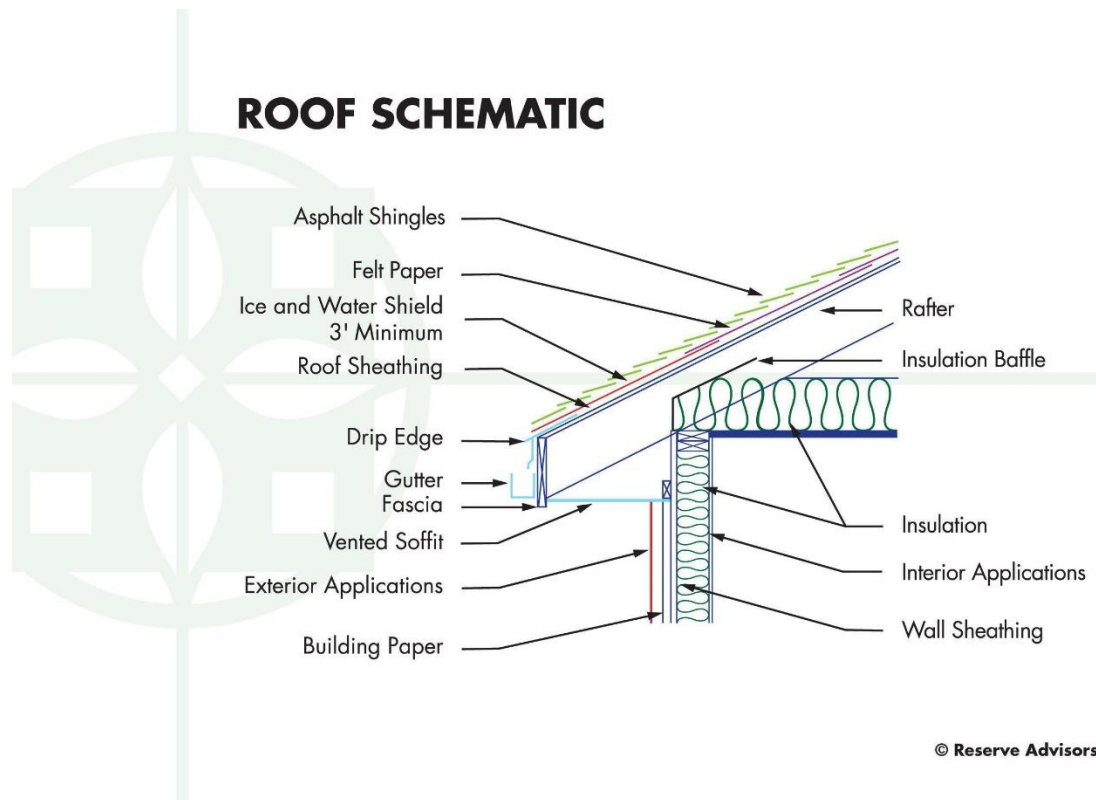 ROOF SCHEMATIC
Asphalt Shingles
Felt Paper
Ice and Water Shield
3' Minimum
Roof Sheathing
Drip Edge
Gutter
Fascia
Vented Soffit
Exterior Applications
Building Paper
Rafter
Insulation Baffle
Insulation
Interior Applications
Wall Sheathing
© Reserve Advisors